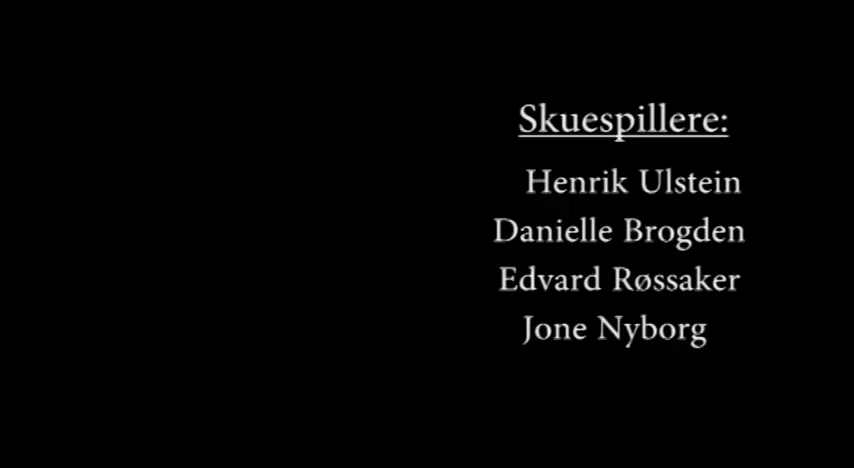 Skuespillere:
Henrik Ulstein
Danielle Brogden
Edvard Røssaker
Jone Nyborg